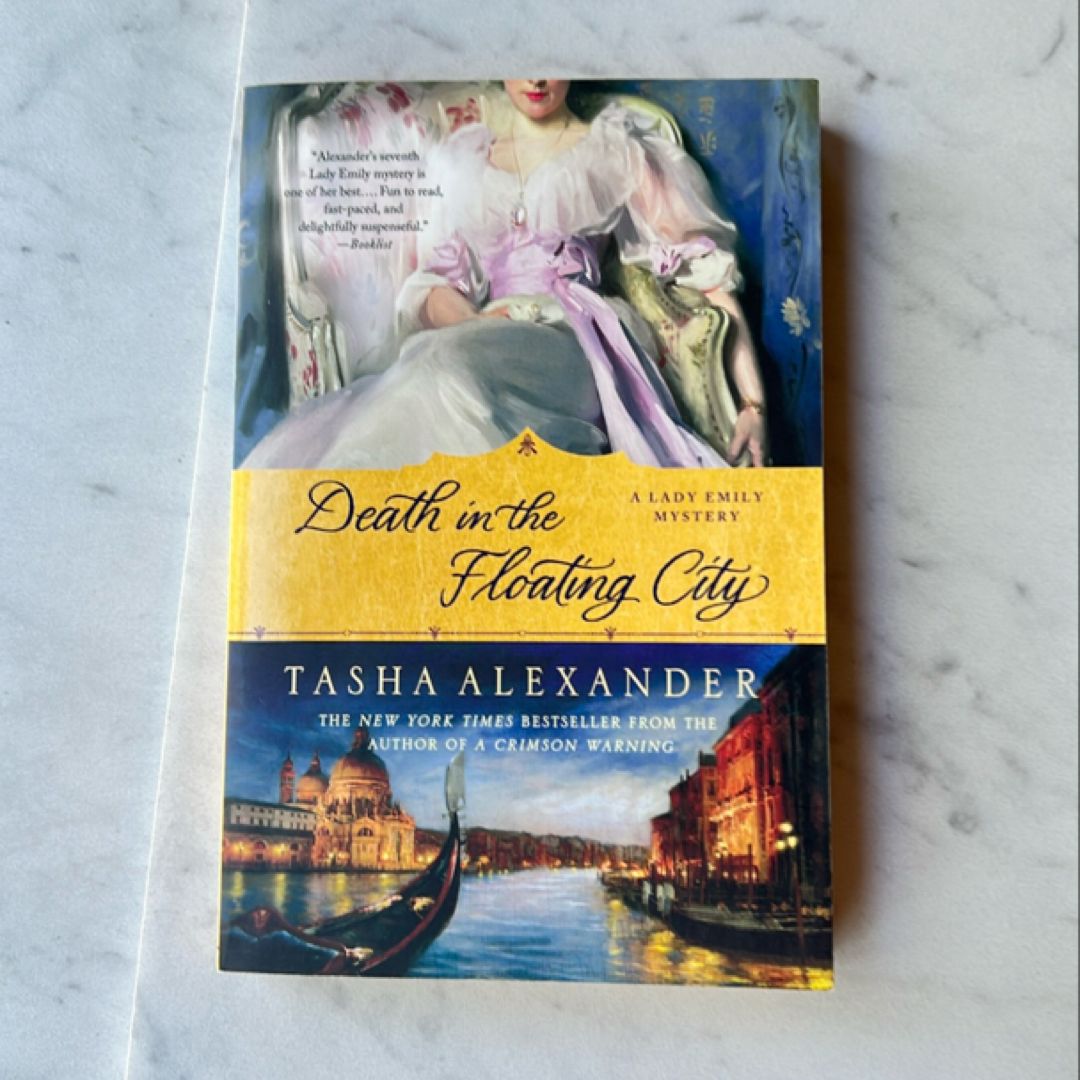 "Alexander's seventh
Lady Emily mystery is
one of her best.... Fun to read,
fast-paced, and
delightfully suspenseful."
—Booklist
Death in the
Floating City
A LADY EMILY
MYSTERY
TASHA ALEXANDER
THE NEW YORK TIMES BESTSELLER FROM THE
AUTHOR OF A CRIMSON WARNING